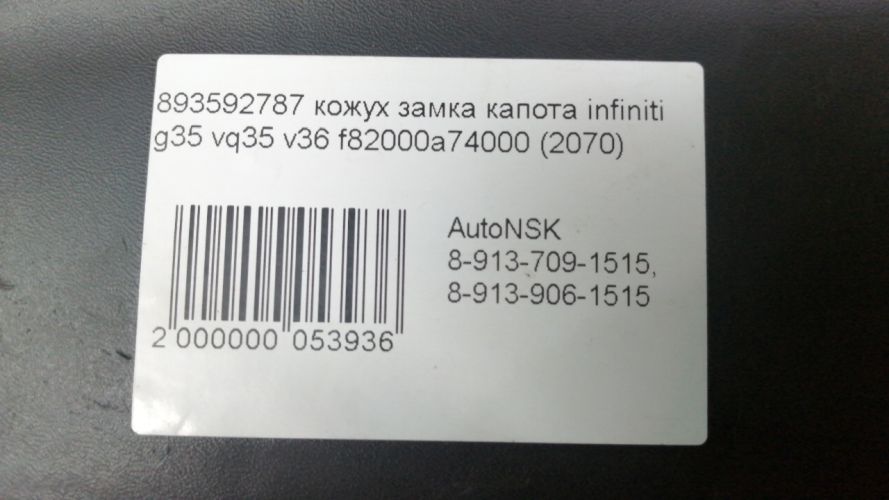 893592787 кожух замка капота infiniti
g35 vq35 v36 f82000a74000 (2070)
AutoNSK
8-913-709-1515,
8-913-906-1515
2 000000 053936